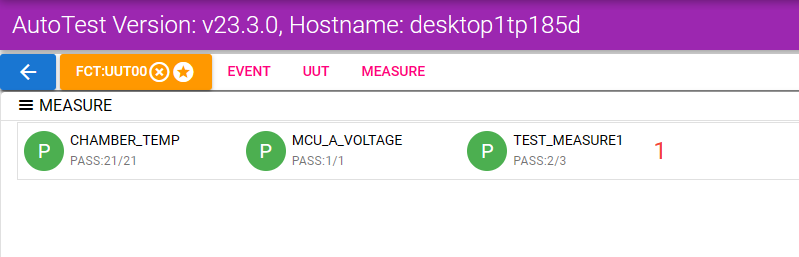 AutoTest Version: v23.3.0, Hostname: desktop1tp185d
FCT:UUT00 EVENT UUT MEASURE
MEASURE
P CHAMBER_TEMP P MCU_A_VOLTAGE P TEST_MEASURE1 1
PASS:21/21 PASS:1/1 PASS:2/3